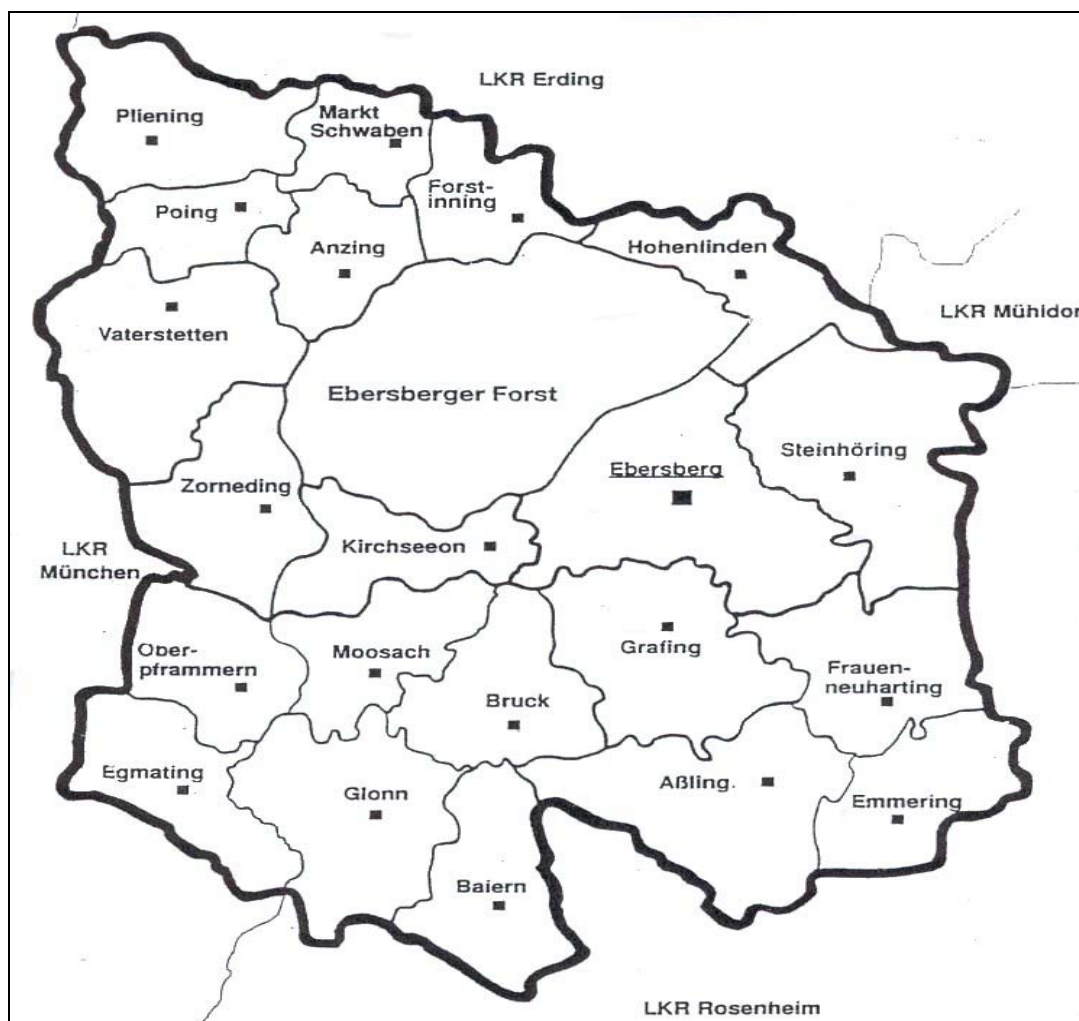 LKR Erding
Pliening
Markt
Schwaben
Forst-
inning
Poing
Anzing
Hohenlinden
LKR Mühldor
Vaterstetten
Ebersberger Forst
Steinhöring
Ebersberg
Zorneding
Kirchseeon
LKR
München
Ober-
pframmern
Moosach
Grafing
Frauen-
neuharting
Bruck
Egmating
Glonn
Aßling.
Emmering
Baiern
LKR Rosenheim